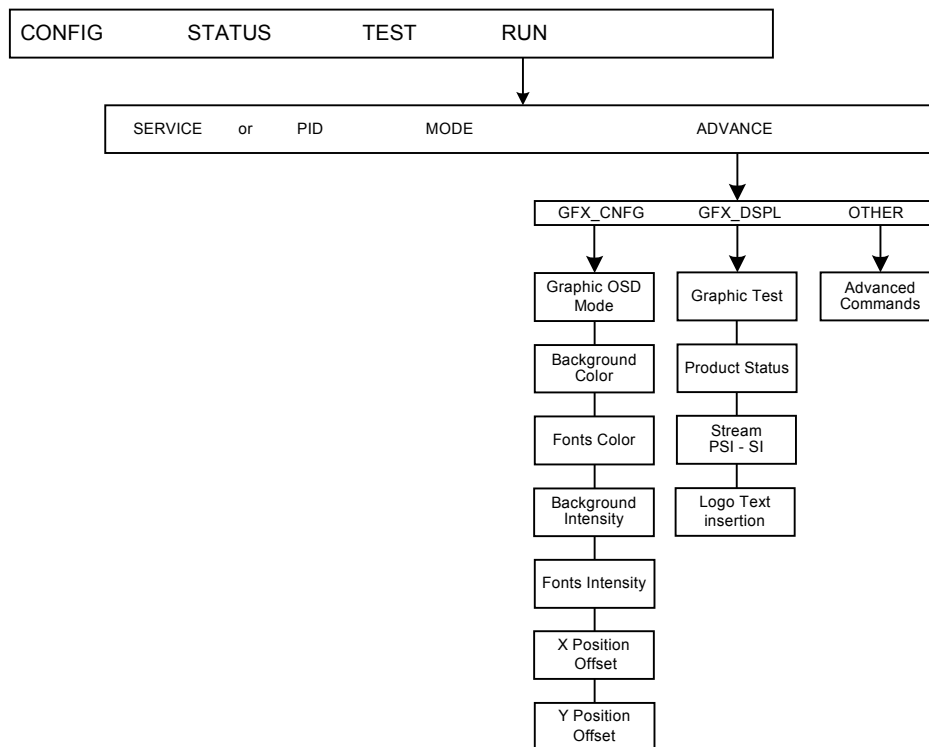 CONFIG STATUS TEST RUN
SERVICE or PID MODE ADVANCE
GFX_CNFG GFX_DSPL OTHER
Graphic OSD
Mode
Background
Color
Fonts Color
Background
Intensity
Fonts Intensity
X Position
Offset
Y Position
Offset
Graphic Test
Product Status
Stream
PSI - SI
Logo Text
insertion
Advanced
Commands